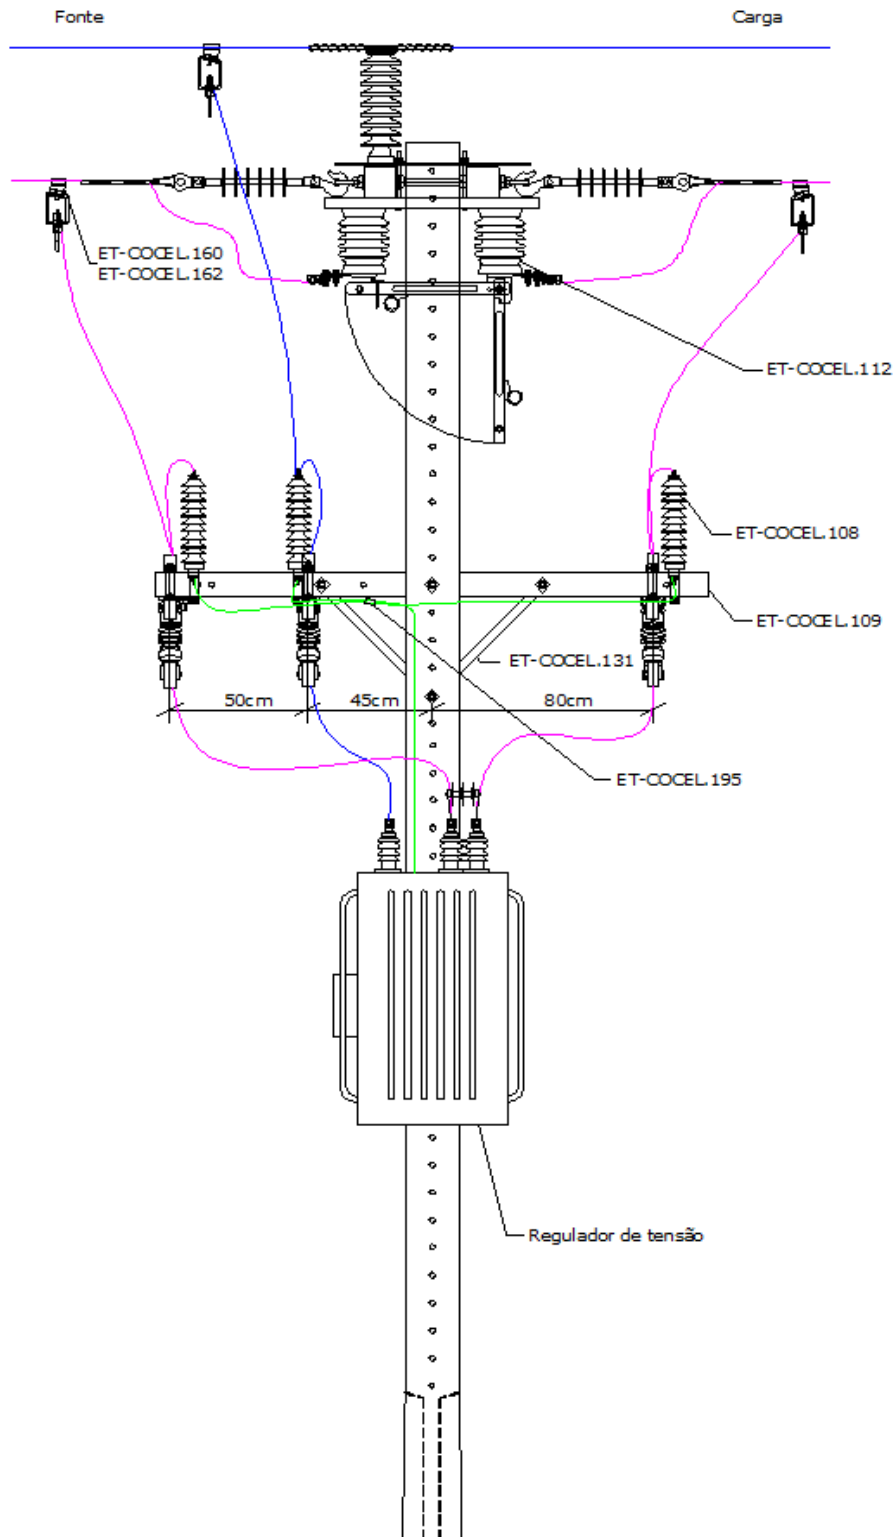 Fonte
Carga
ET-COCEL.160
ET-COCEL.162
ET-COCEL.112
ET-COCEL.108
ET-COCEL.109
ET-COCEL.131
50cm
45cm
80cm
ET-COCEL.195
Regulador de tensão